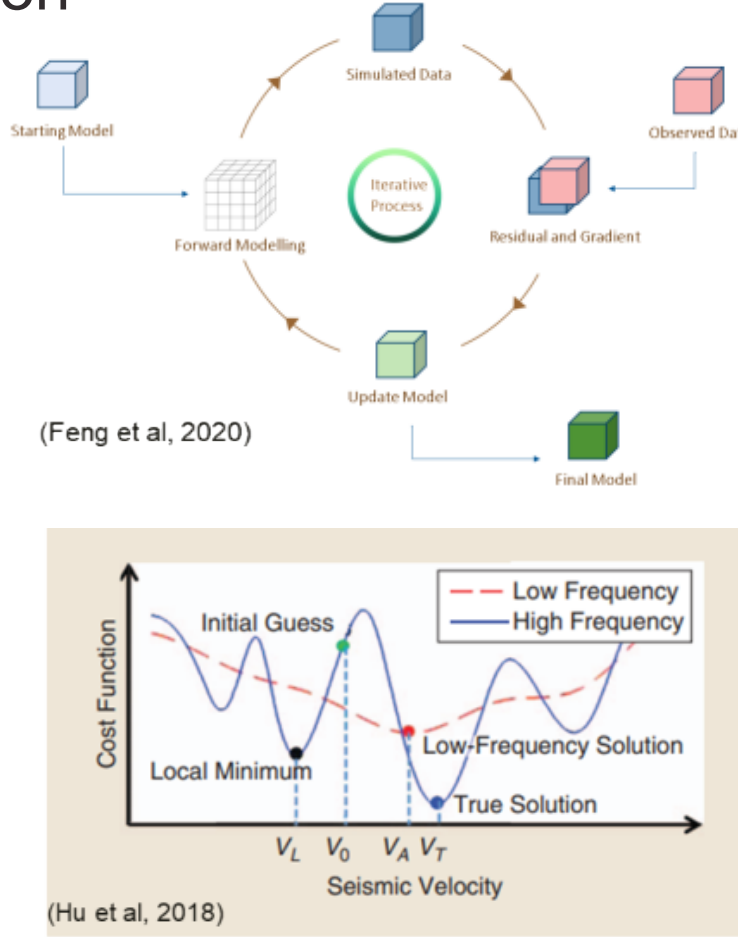 Simulated Data
Starting Model
Iterative
Process
Forward Modelling
Residual and Gradient
Update Model
(Feng et al, 2020)
Final Model
Low Frequency
High Frequency
Initial Guess
Cost Function
Low-Frequency Solution
Local Minimum
True Solution
V_L V_0 V_A V_T
Seismic Velocity
(Hu et al, 2018)